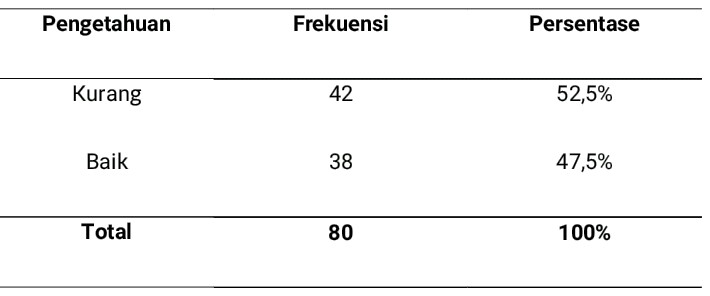 Pengetahuan Frekuensi Persentase
Kurang 42 52,5%
Baik 38 47,5%
Total 80 100%